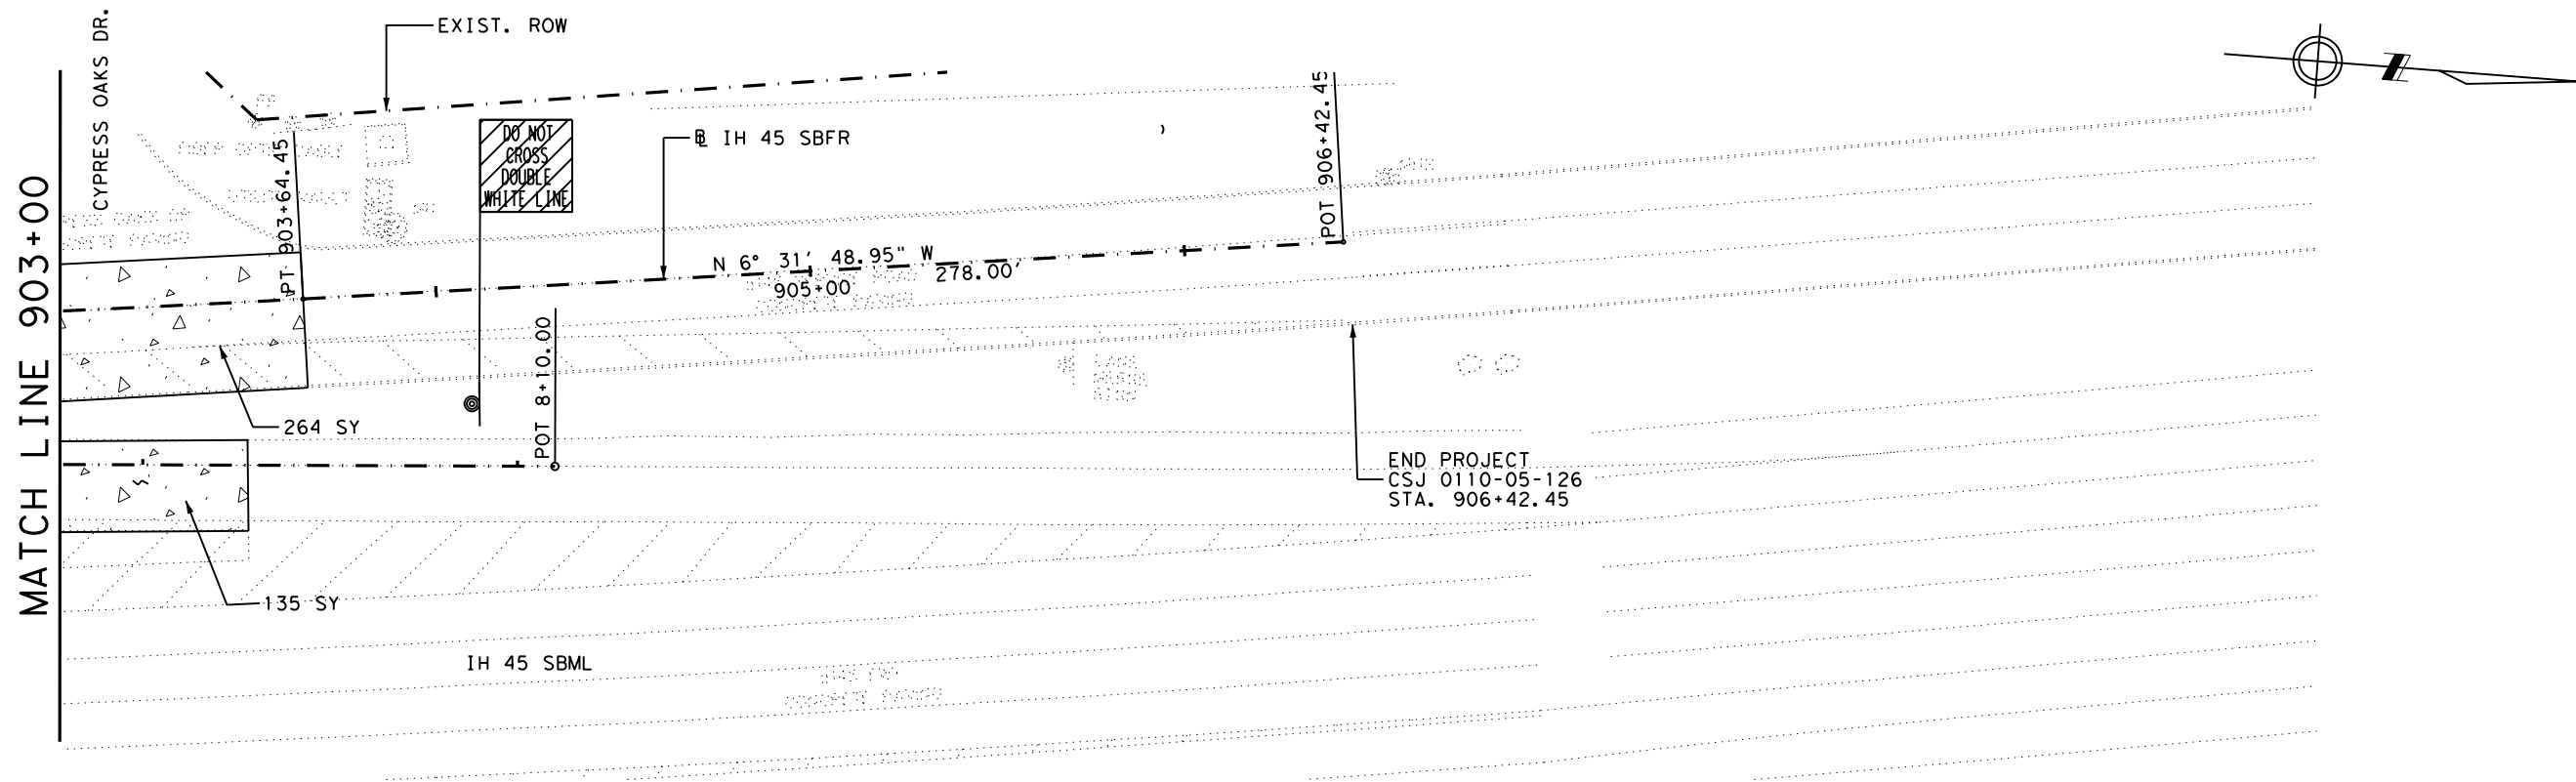 CYPRESS OAKS DR.
EXIST. ROW
MATCH LINE 903+00
PT 903+64.45
DO NOT
CROSS
DOUBLE
WHITE LINE
BL IH 45 SBFR
POT 906+42.45
N 6° 31' 48.95" W
278.00'
905+00
POT 8+10.00
264 SY
END PROJECT
CSJ 0110-05-126
STA. 906+42.45
135 SY
IH 45 SBML